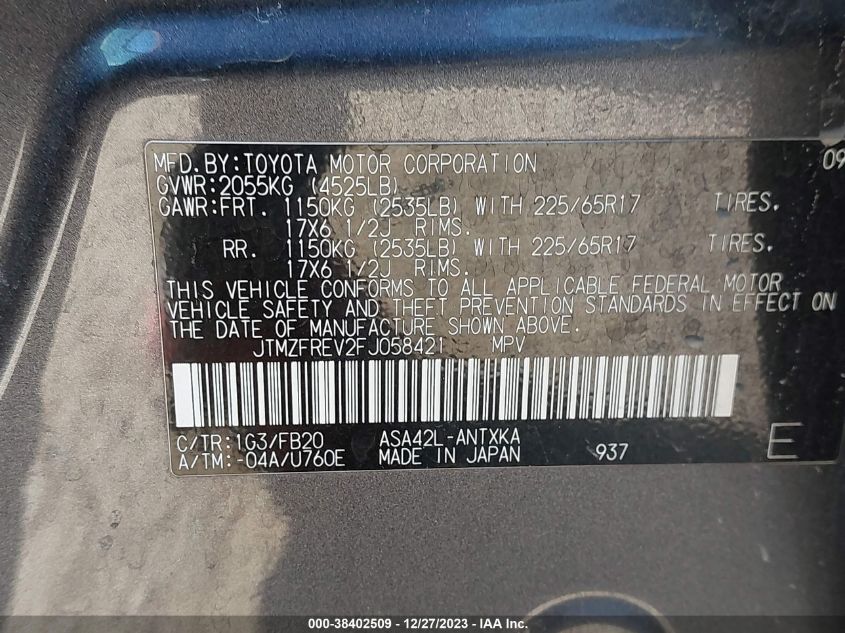 MFD.BY:TOYOTA MOTOR CORPORATION 09
GVWR:2055KG (4525LB)
GAWR:FRT. 1150KG (2535LB) WITH 225/65R17 TIRES,
17X6 1/2J RIMS.
RR. 1150KG (2535LB) WITH 225/65R17 TIRES,
17X6 1/2J RIMS.
THIS VEHICLE CONFORMS TO ALL APPLICABLE FEDERAL MOTOR
VEHICLE SAFETY AND THEFT PREVENTION STANDARDS IN EFFECT ON
THE DATE OF MANUFACTURE SHOWN ABOVE.
JTMZFREV2FJ058421 MPV
C/TR:1G3/FB20 ASA42L-ANTXKA
A/TM:-04A/U760E MADE IN JAPAN 937 E
000-38402509 - 12/27/2023 - IAA Inc.